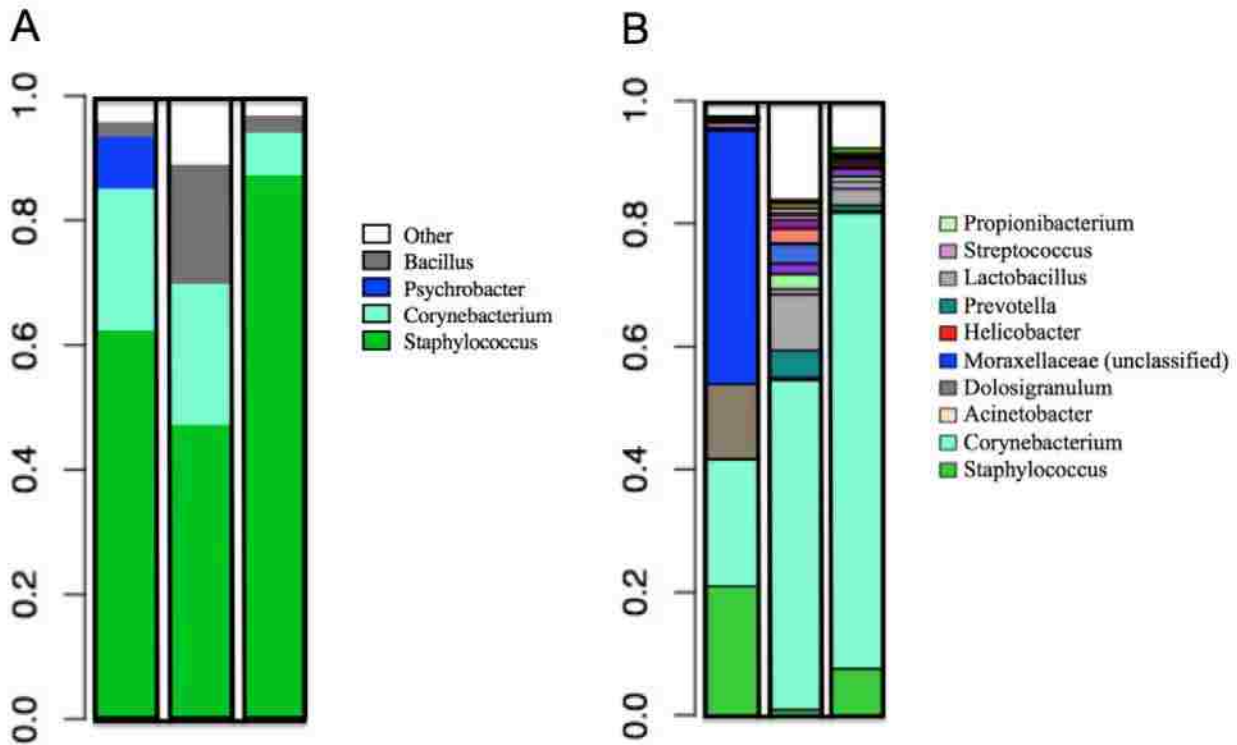 A
1.0
0.8
0.6
0.4
0.2
0.0
Other
Bacillus
Psychrobacter
Corynebacterium
Staphylococcus
B
1.0
0.8
0.6
0.4
0.2
0.0
Propionibacterium
Streptococcus
Lactobacillus
Prevotella
Helicobacter
Moraxellaceae (unclassified)
Dolosigranulum
Acinetobacter
Corynebacterium
Staphylococcus